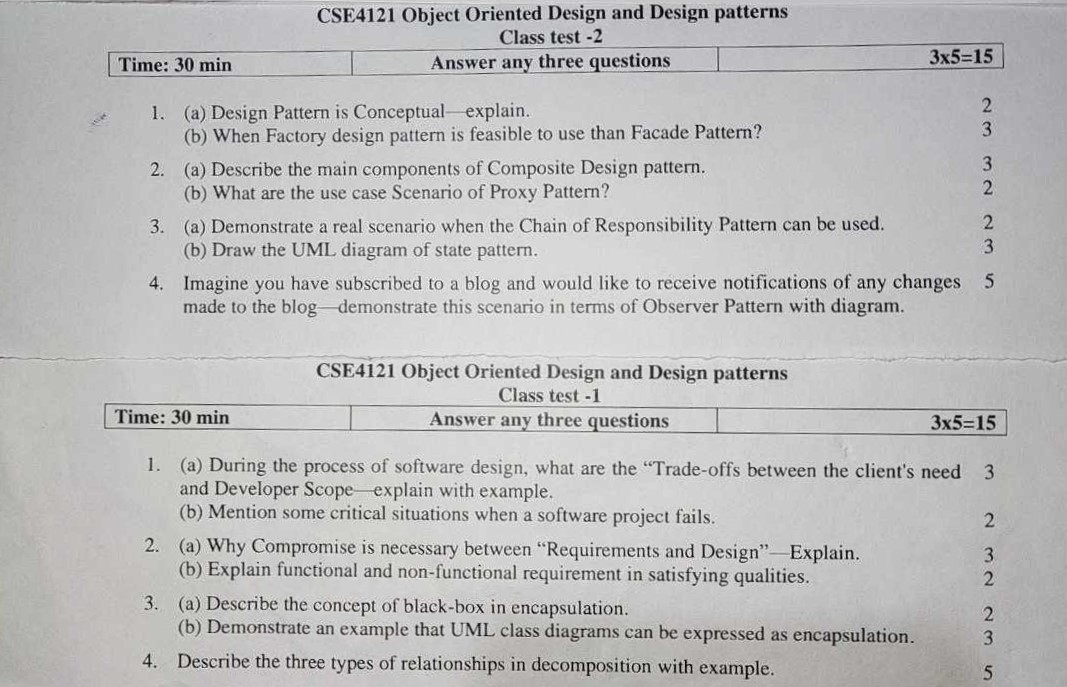 CSE4121 Object Oriented Design and Design patterns
Class test -2
Time: 30 min Answer any three questions 3x5=15
1. (a) Design Pattern is Conceptual—explain. 2
(b) When Factory design pattern is feasible to use than Facade Pattern? 3
2. (a) Describe the main components of Composite Design pattern. 3
(b) What are the use case Scenario of Proxy Pattern? 2
3. (a) Demonstrate a real scenario when the Chain of Responsibility Pattern can be used. 2
(b) Draw the UML diagram of state pattern. 3
4. Imagine you have subscribed to a blog and would like to receive notifications of any changes 5
made to the blog—demonstrate this scenario in terms of Observer Pattern with diagram.
CSE4121 Object Oriented Design and Design patterns
Class test -1
Time: 30 min Answer any three questions 3x5=15
1. (a) During the process of software design, what are the “Trade-offs between the client's need 3
and Developer Scope—explain with example.
(b) Mention some critical situations when a software project fails. 2
2. (a) Why Compromise is necessary between “Requirements and Design”—Explain. 3
(b) Explain functional and non-functional requirement in satisfying qualities. 2
3. (a) Describe the concept of black-box in encapsulation. 2
(b) Demonstrate an example that UML class diagrams can be expressed as encapsulation. 3
4. Describe the three types of relationships in decomposition with example. 5